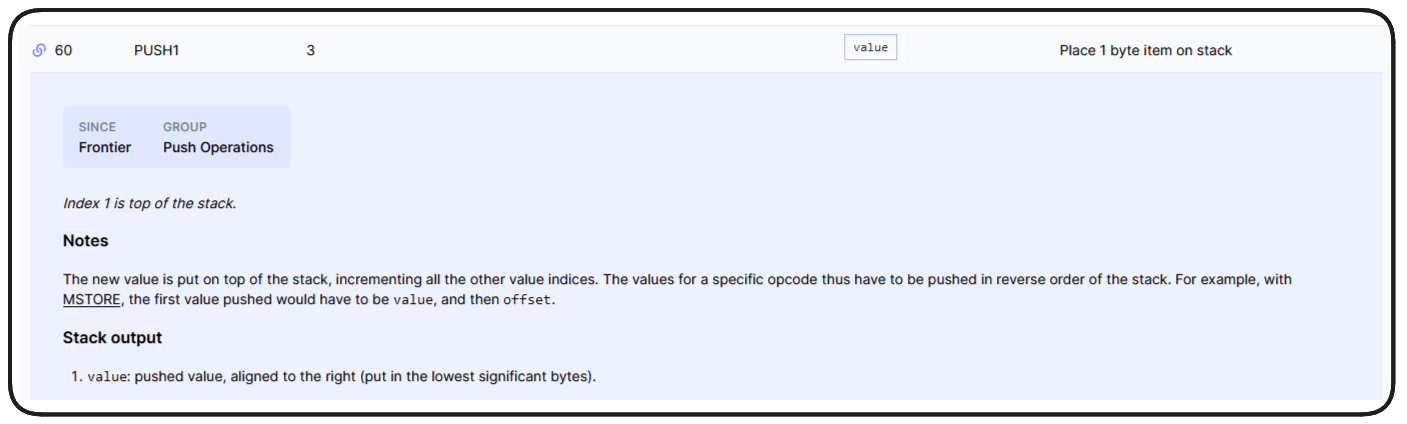 60 PUSH1 3 value Place 1 byte item on stack
SINCE GROUP
Frontier Push Operations
Index 1 is top of the stack.
Notes
The new value is put on top of the stack, incrementing all the other value indices. The values for a specific opcode thus have to be pushed in reverse order of the stack. For example, with
MSTORE, the first value pushed would have to be value, and then offset.
Stack output
1. value: pushed value, aligned to the right (put in the lowest significant bytes).